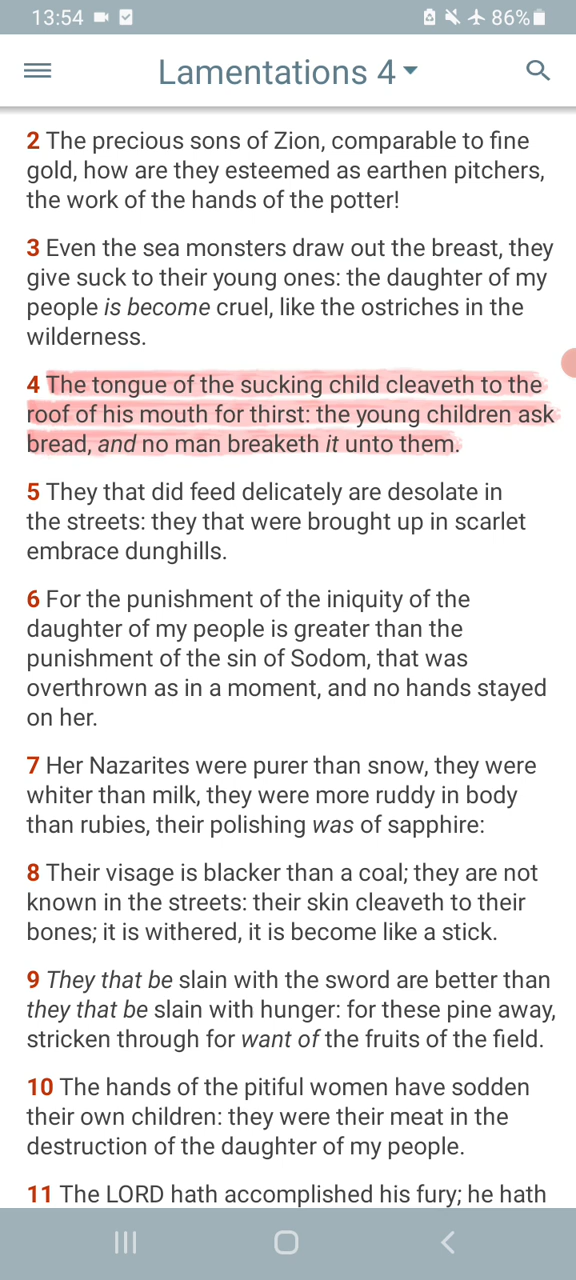 13:54
86%
Lamentations 4
2 The precious sons of Zion, comparable to fine
gold, how are they esteemed as earthen pitchers,
the work of the hands of the potter!
3 Even the sea monsters draw out the breast, they
give suck to their young ones: the daughter of my
people is become cruel, like the ostriches in the
wilderness.
4 The tongue of the sucking child cleaveth to the
roof of his mouth for thirst: the young children ask
bread, and no man breaketh it unto them.
5 They that did feed delicately are desolate in
the streets: they that were brought up in scarlet
embrace dunghills.
6 For the punishment of the iniquity of the
daughter of my people is greater than the
punishment of the sin of Sodom, that was
overthrown as in a moment, and no hands stayed
on her.
7 Her Nazarites were purer than snow, they were
whiter than milk, they were more ruddy in body
than rubies, their polishing was of sapphire:
8 Their visage is blacker than a coal; they are not
known in the streets: their skin cleaveth to their
bones; it is withered, it is become like a stick.
9 They that be slain with the sword are better than
they that be slain with hunger: for these pine away,
stricken through for want of the fruits of the field.
10 The hands of the pitiful women have sodden
their own children: they were their meat in the
destruction of the daughter of my people.
11 The LORD hath accomplished his fury; he hath